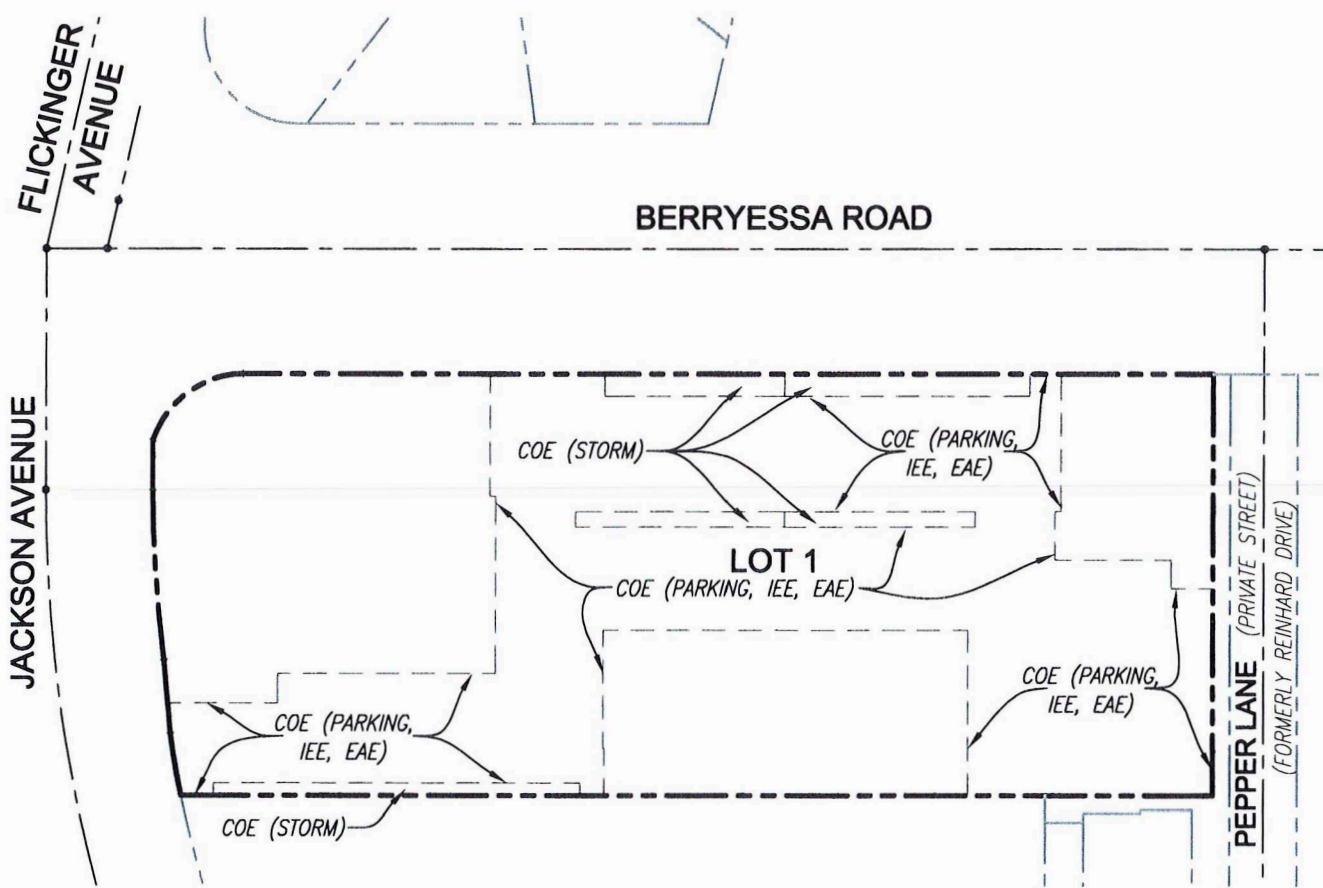 FLICKINGER
AVENUE
BERRYESSA ROAD
JACKSON AVENUE
COE (STORM)
COE (PARKING,
IEE, EAE)
LOT 1
COE (PARKING, IEE, EAE)
COE (PARKING,
IEE, EAE)
COE (PARKING,
IEE, EAE)
COE (STORM)
PEPPER LANE (PRIVATE STREET)
(FORMERLY REINHARD DRIVE)